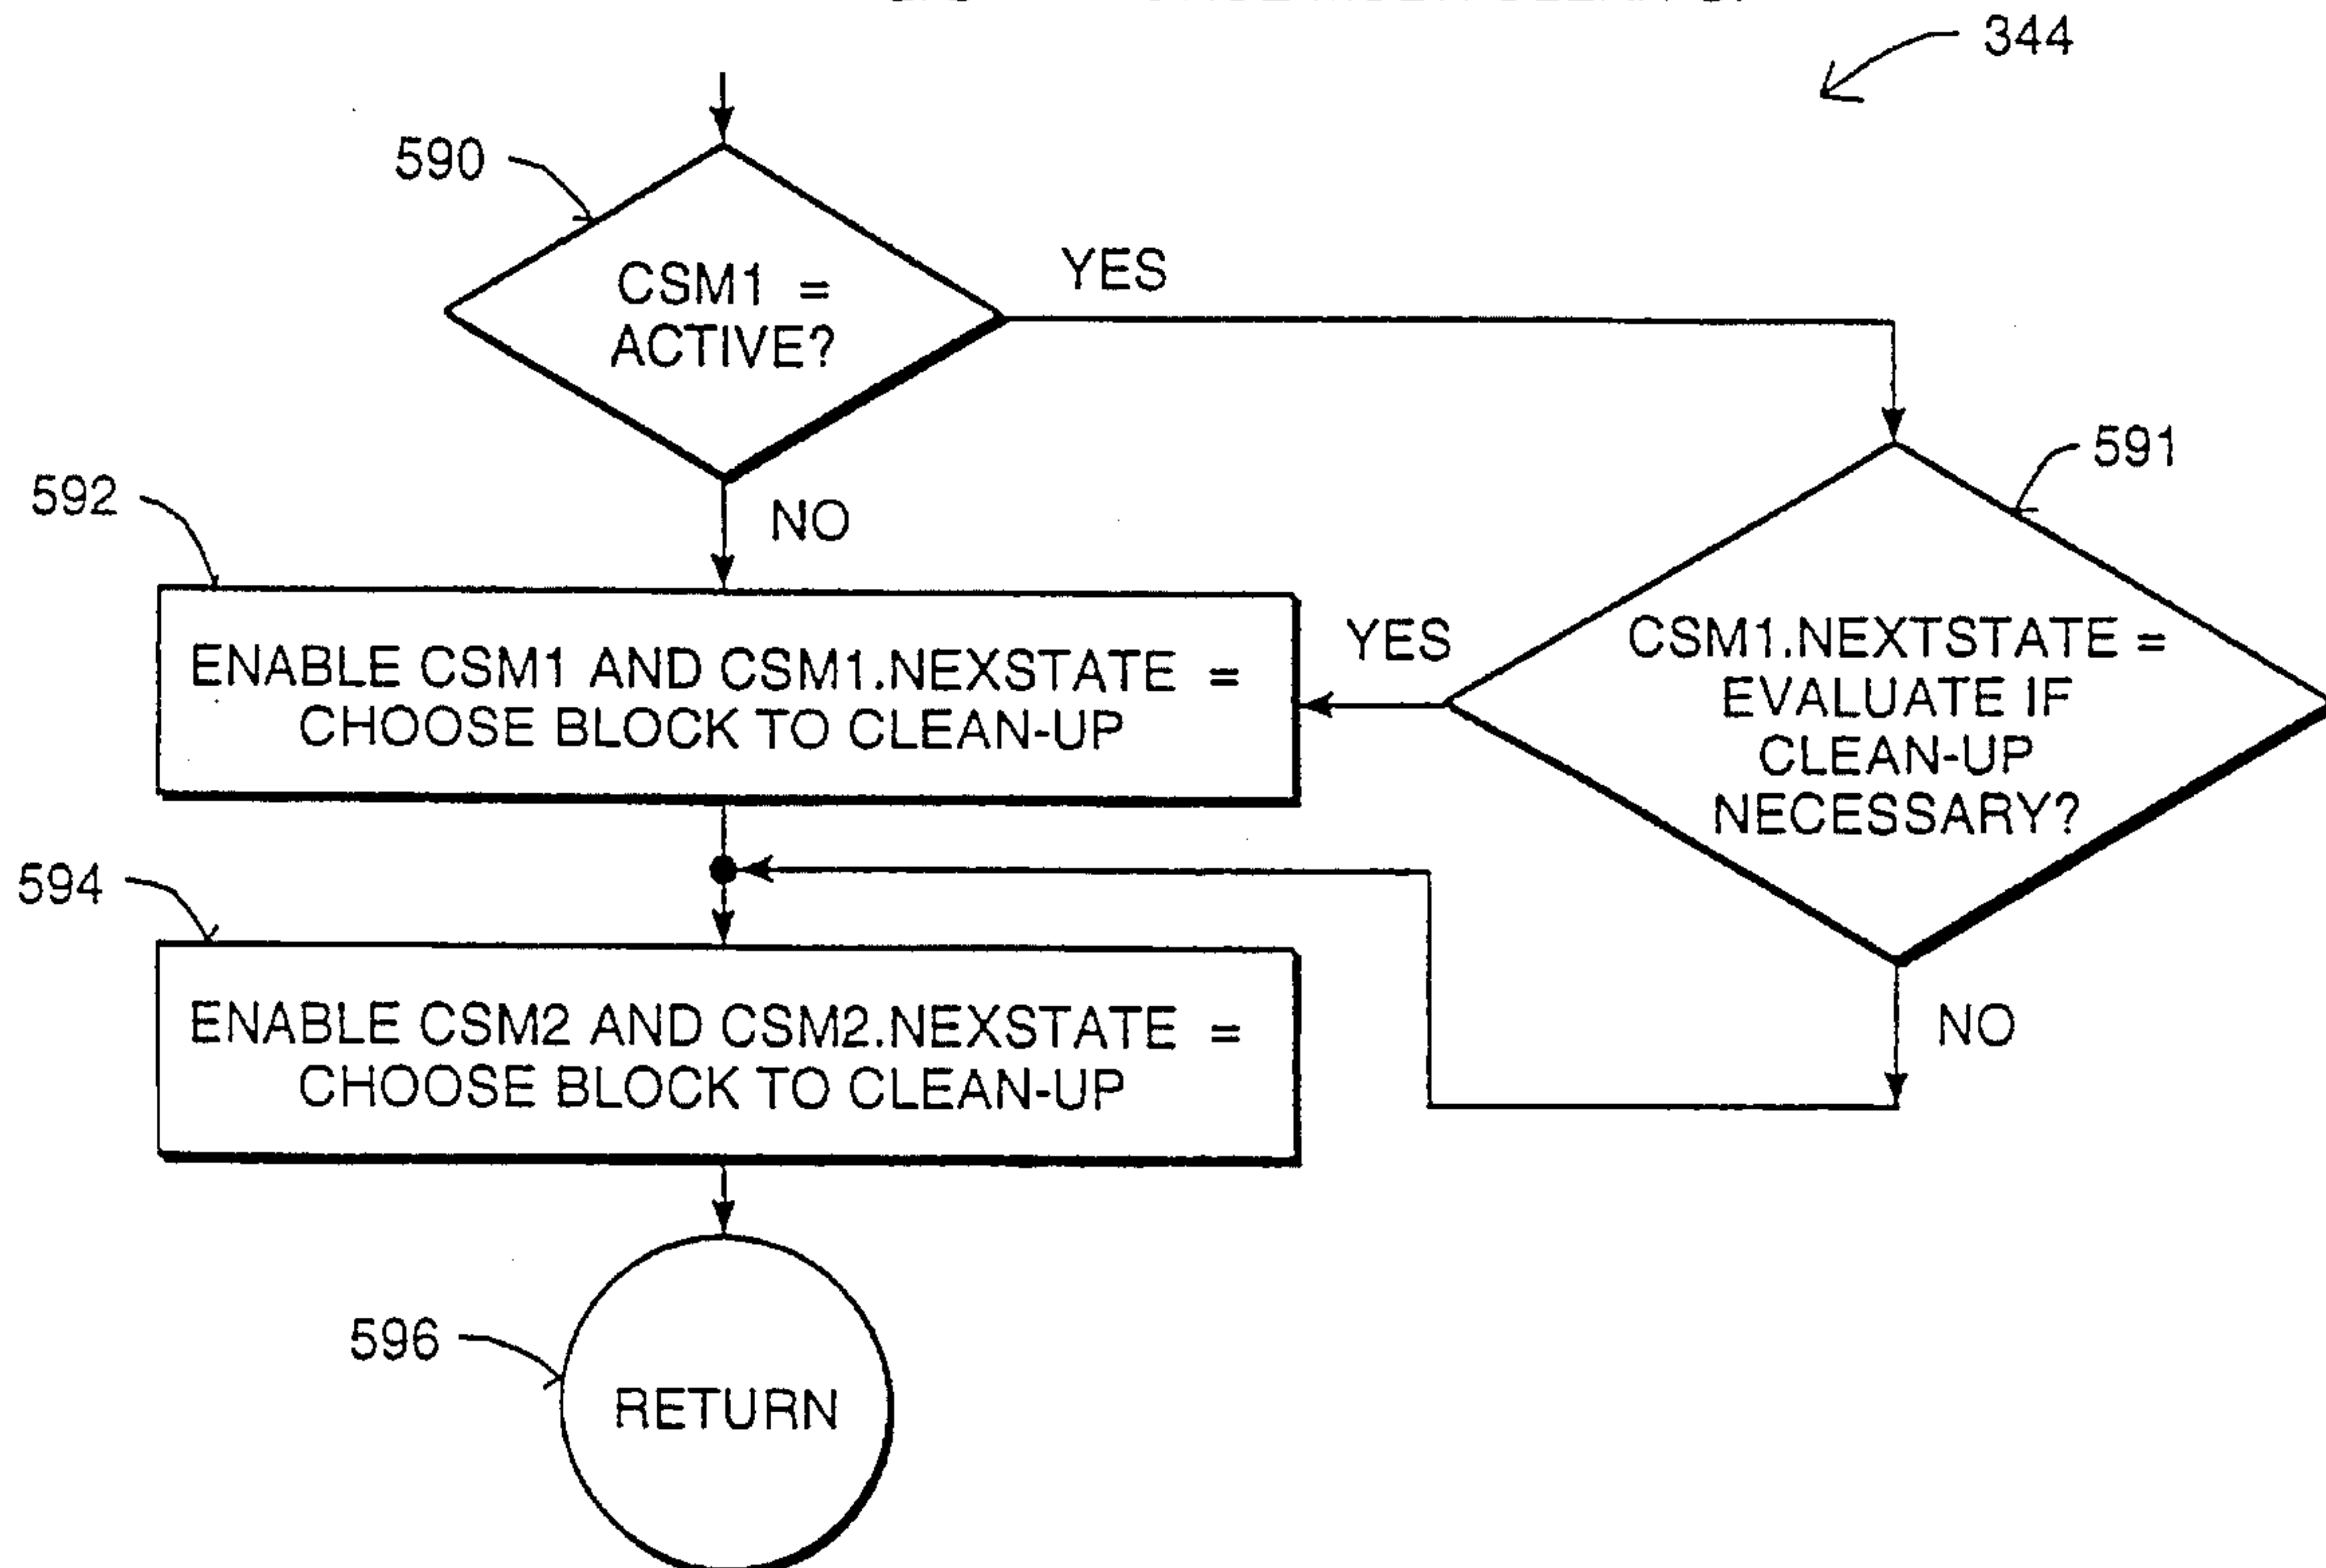 344
590
CSM1 =
ACTIVE?
YES
591
592
NO
ENABLE CSM1 AND CSM1.NEXSTATE =
CHOOSE BLOCK TO CLEAN-UP
YES
CSM1.NEXTSTATE =
EVALUATE IF
CLEAN-UP
NECESSARY?
594
ENABLE CSM2 AND CSM2.NEXSTATE =
CHOOSE BLOCK TO CLEAN-UP
NO
596
RETURN